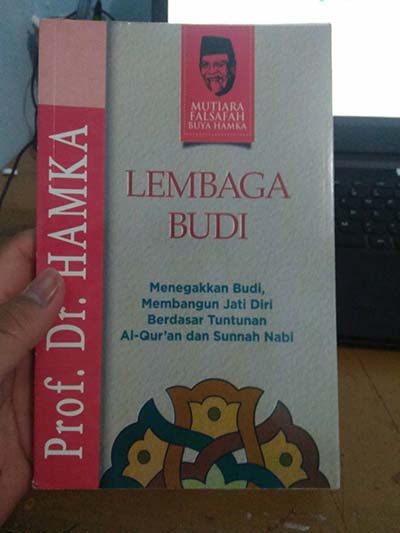 MUTIARA
FALSAFAH
BUYA HAMKA
LEMBAGA
BUDI
Menegakkan Budi,
Membangun Jati Diri
Berdasar Tuntunan
Al-Qur'an dan Sunnah Nabi
Prof. Dr. HAMKA